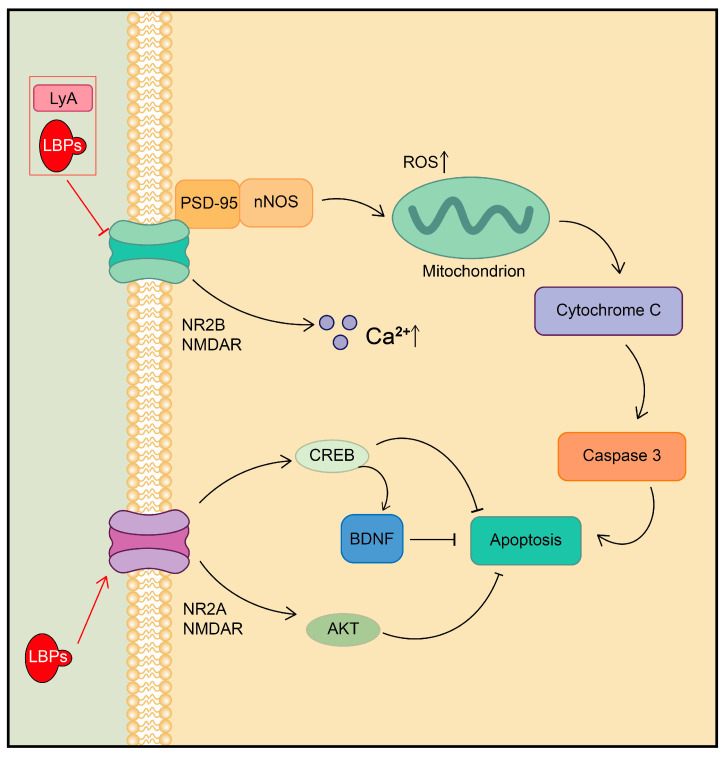 LyA
LBPs
ROS↑
PSD-95
nNOS
Mitochondrion
Cytochrome C
NR2B
NMDAR
Ca²⁺↑
CREB
Caspase 3
BDNF
Apoptosis
NR2A
NMDAR
AKT
LBPs